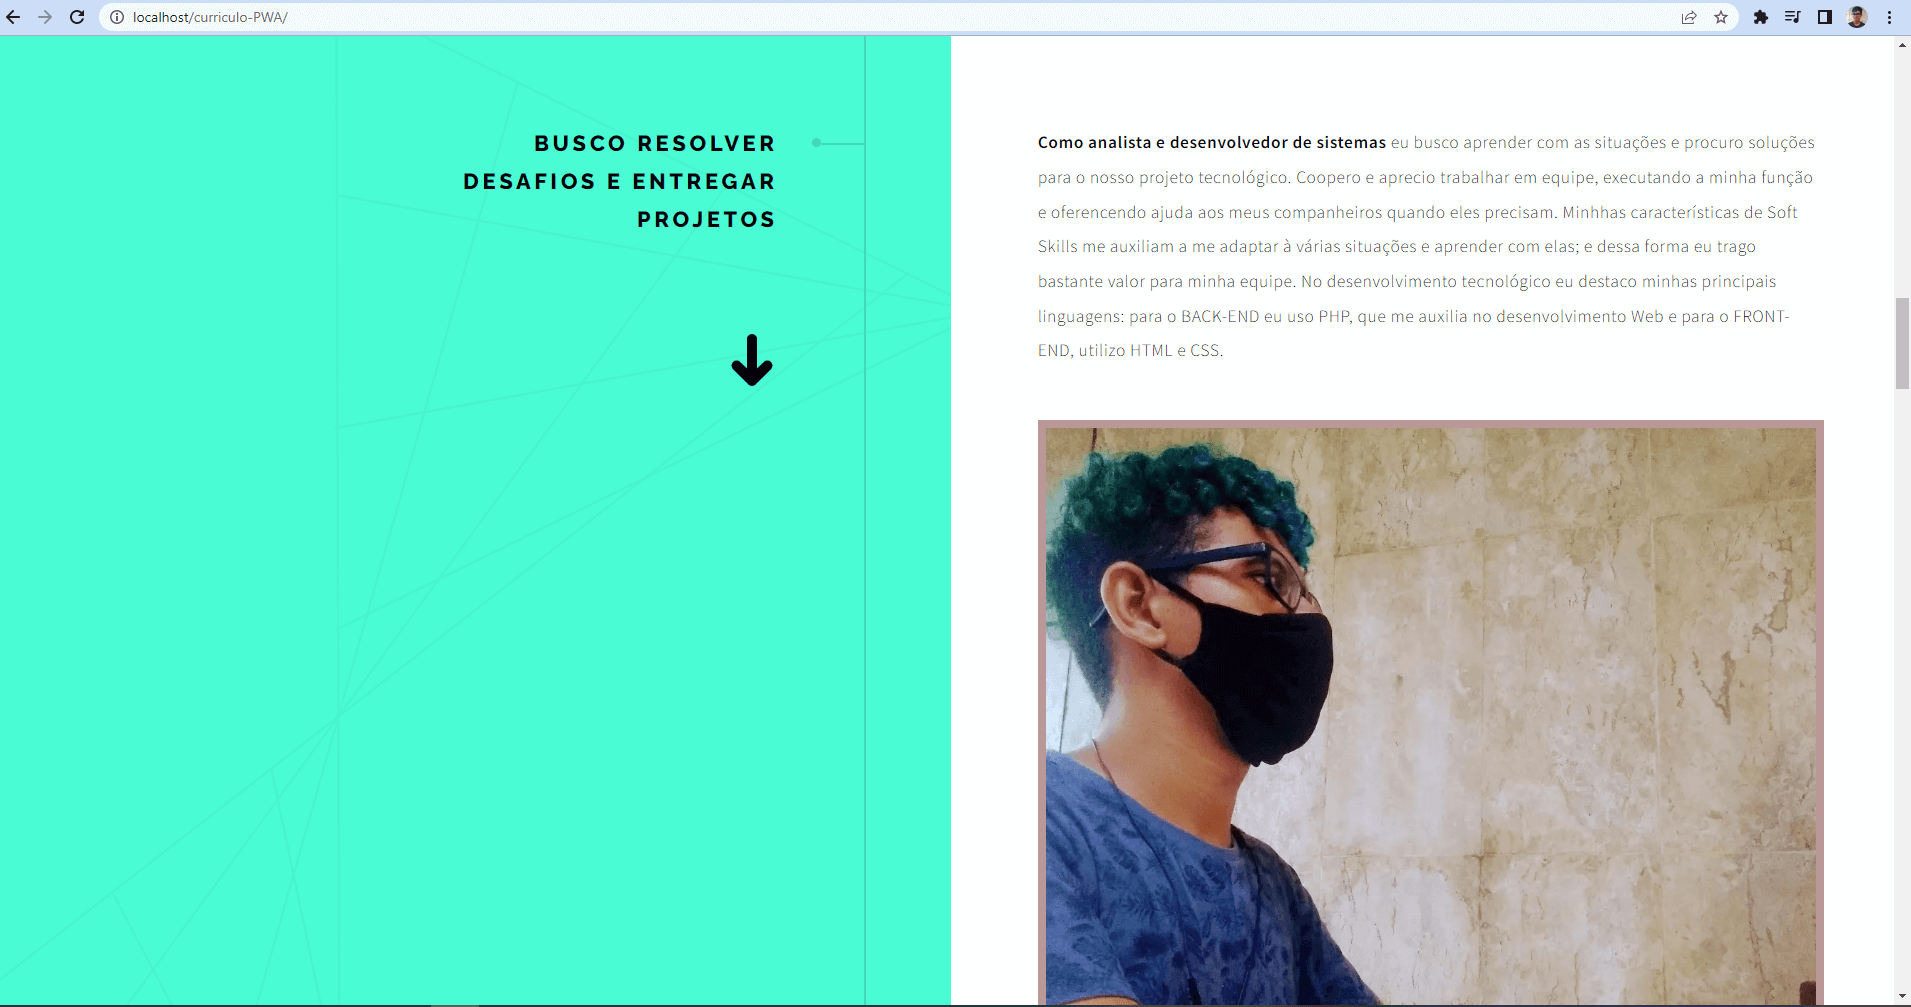 localhost/curriculo-PWA/
BUSCO RESOLVER
DESAFIOS E ENTREGAR
PROJETOS
Como analista e desenvolvedor de sistemas eu busco aprender com as situações e procuro soluções
para o nosso projeto tecnológico. Coopero e aprecio trabalhar em equipe, executando a minha função
e oferencendo ajuda aos meus companheiros quando eles precisam. Minhhas características de Soft
Skills me auxiliam a me adaptar à várias situações e aprender com elas; e dessa forma eu trago
bastante valor para minha equipe. No desenvolvimento tecnológico eu destaco minhas principais
linguagens: para o BACK-END eu uso PHP, que me auxilia no desenvolvimento Web e para o FRONT-
END, utilizo HTML e CSS.